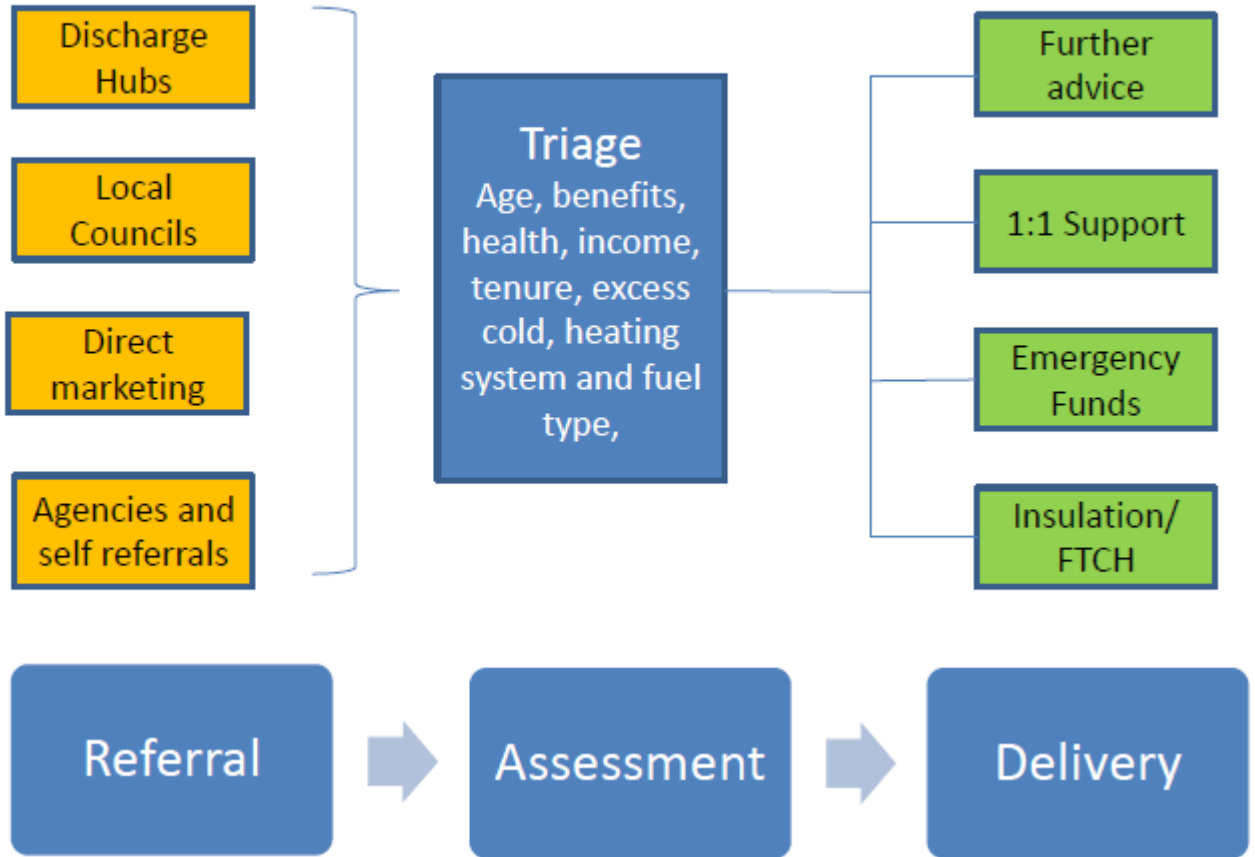 Discharge
Hubs
Local
Councils
Direct
marketing
Agencies and
self referrals
Triage
Age, benefits,
health, income,
tenure, excess
cold, heating
system and fuel
type,
Further
advice
1:1 Support
Emergency
Funds
Insulation/
FTCH
Referral
Assessment
Delivery